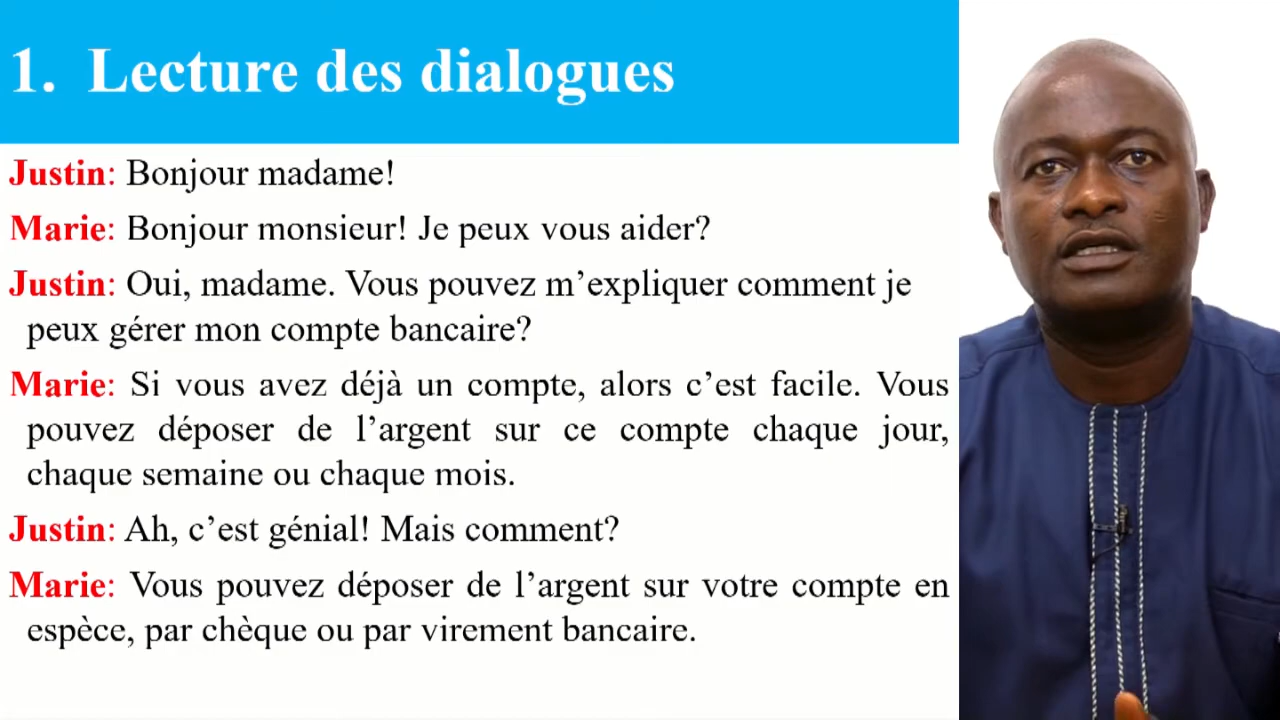 1. Lecture des dialogues
Justin: Bonjour madame!
Marie: Bonjour monsieur! Je peux vous aider?
Justin: Oui, madame. Vous pouvez m’expliquer comment je
peux gérer mon compte bancaire?
Marie: Si vous avez déjà un compte, alors c’est facile. Vous
pouvez déposer de l’argent sur ce compte chaque jour,
chaque semaine ou chaque mois.
Justin: Ah, c’est génial! Mais comment?
Marie: Vous pouvez déposer de l’argent sur votre compte en
espèce, par chèque ou par virement bancaire.